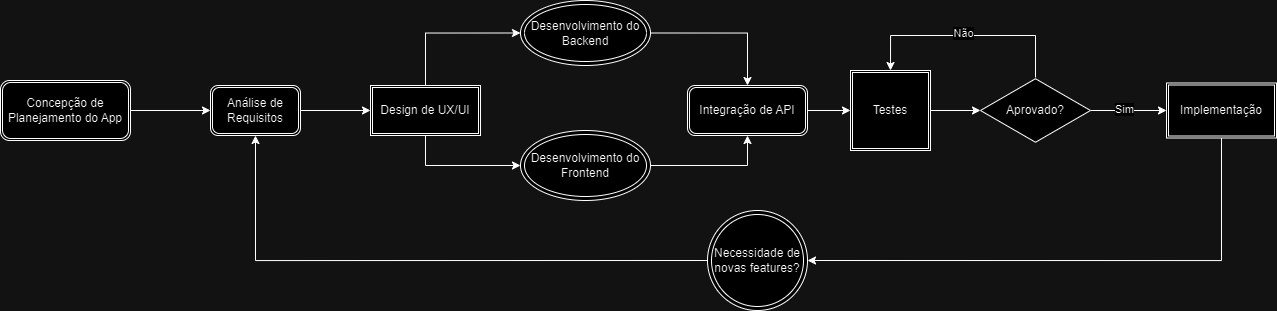 Concepção de
Planejamento do App
Análise de
Requisitos
Design de UX/UI
Desenvolvimento do
Backend
Desenvolvimento do
Frontend
Integração de API
Testes
Não
Aprovado?
Sim
Implementação
Necessidade de
novas features?